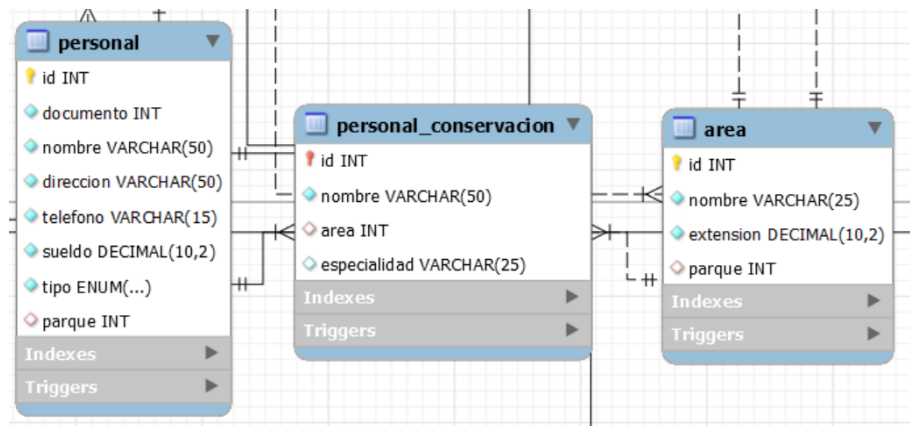 personal
id INT
documento INT
nombre VARCHAR(50)
direccion VARCHAR(50)
telefono VARCHAR(15)
sueldo DECIMAL(10,2)
tipo ENUM(...)
parque INT
Indexes
Triggers
personal_conservacion
id INT
nombre VARCHAR(50)
area INT
especialidad VARCHAR(25)
Indexes
Triggers
area
id INT
nombre VARCHAR(25)
extension DECIMAL(10,2)
parque INT
Indexes
Triggers